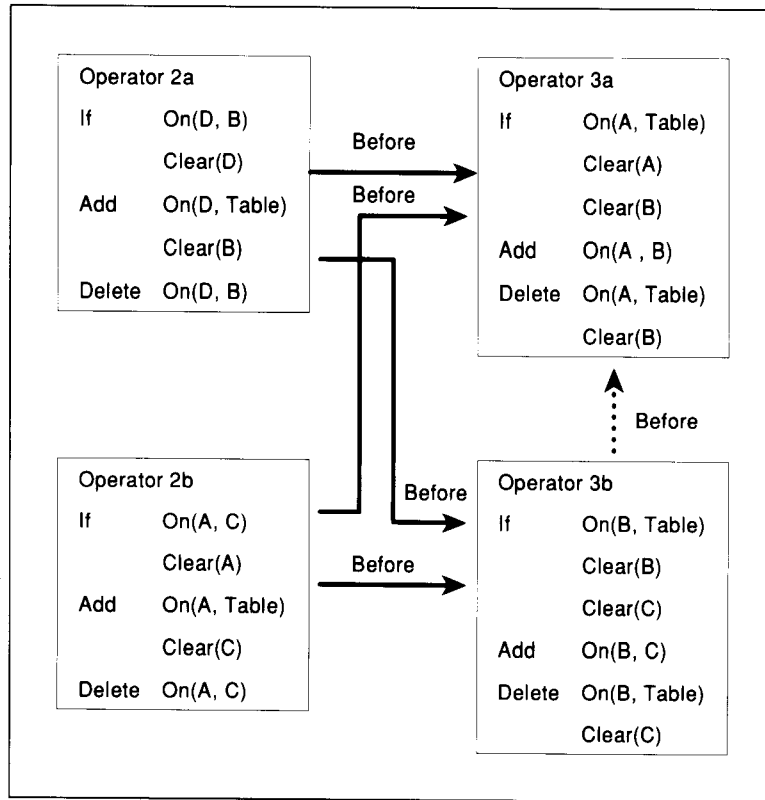 Operator 2a
If On(D, B)
Clear(D)
Add On(D, Table)
Clear(B)
Delete On(D, B)
Before
Before
Operator 3a
If On(A, Table)
Clear(A)
Clear(B)
Add On(A , B)
Delete On(A, Table)
Clear(B)
Before
Operator 2b
If On(A, C)
Clear(A)
Add On(A, Table)
Clear(C)
Delete On(A, C)
Before
Before
Operator 3b
If On(B, Table)
Clear(B)
Clear(C)
Add On(B, C)
Delete On(B, Table)
Clear(C)